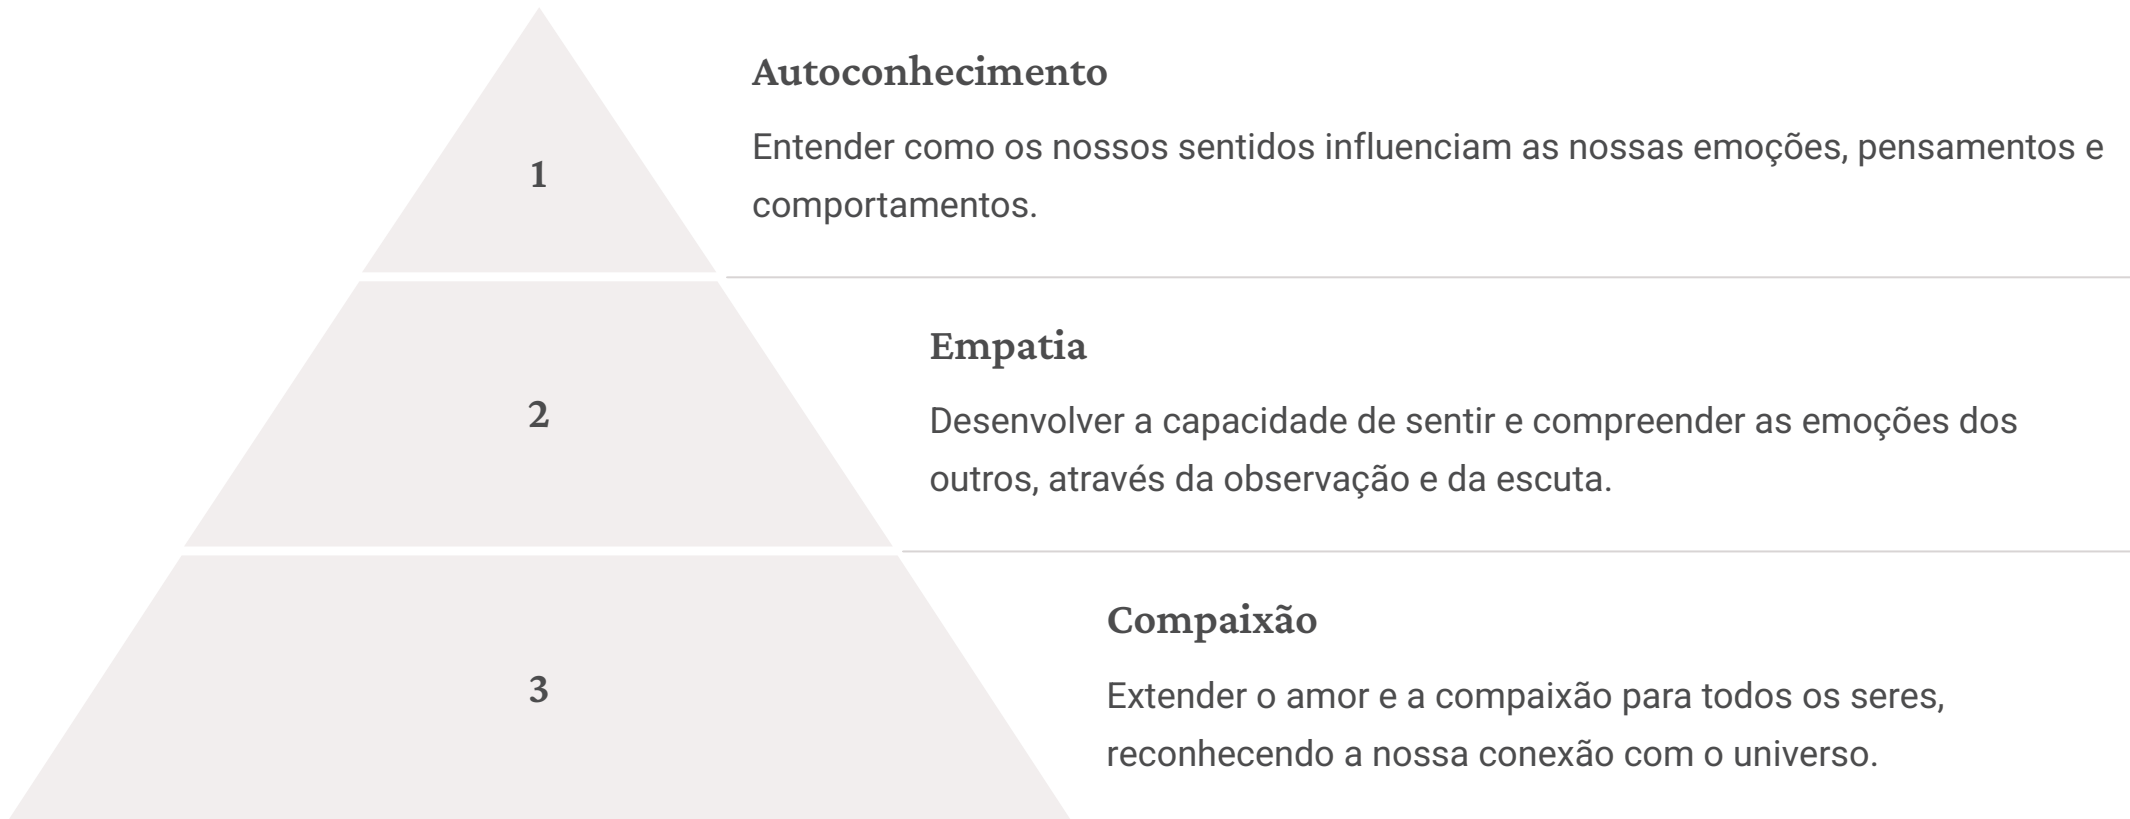 1
Autoconhecimento
Entender como os nossos sentidos influenciam as nossas emoções, pensamentos e
comportamentos.
2
Empatia
Desenvolver a capacidade de sentir e compreender as emoções dos
outros, através da observação e da escuta.
3
Compaixão
Extender o amor e a compaixão para todos os seres,
reconhecendo a nossa conexão com o universo.